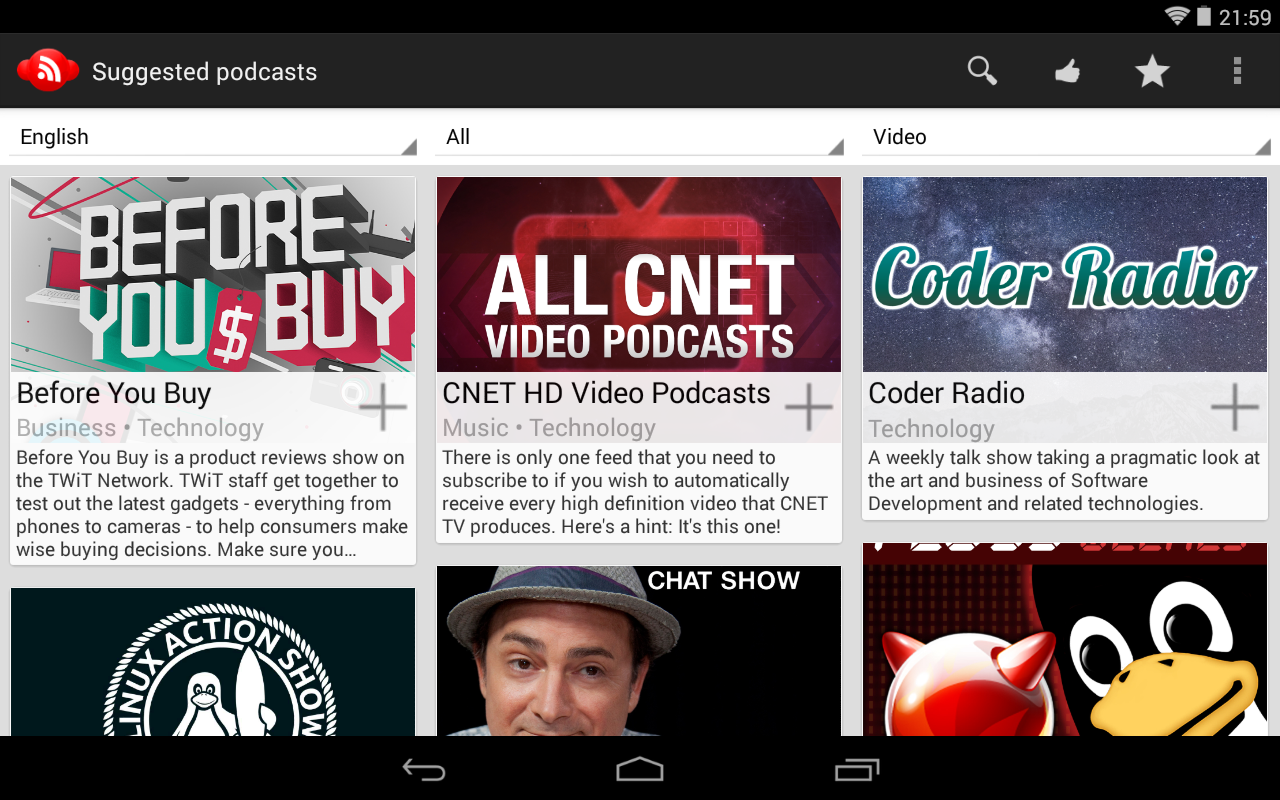 21:59
Suggested podcasts
English
All
Video
BEFORE
YOU $ BUY
Before You Buy
Business • Technology
Before You Buy is a product reviews show on
the TWiT Network. TWiT staff get together to
test out the latest gadgets - everything from
phones to cameras - to help consumers make
wise buying decisions. Make sure you…
ALL CNET
VIDEO PODCASTS
CNET HD Video Podcasts
Music • Technology
There is only one feed that you need to
subscribe to if you wish to automatically
receive every high definition video that CNET
TV produces. Here's a hint: It's this one!
Coder Radio
Coder Radio
Technology
A weekly talk show taking a pragmatic look at
the art and business of Software
Development and related technologies.
LINUX ACTION SHOW
CHAT SHOW